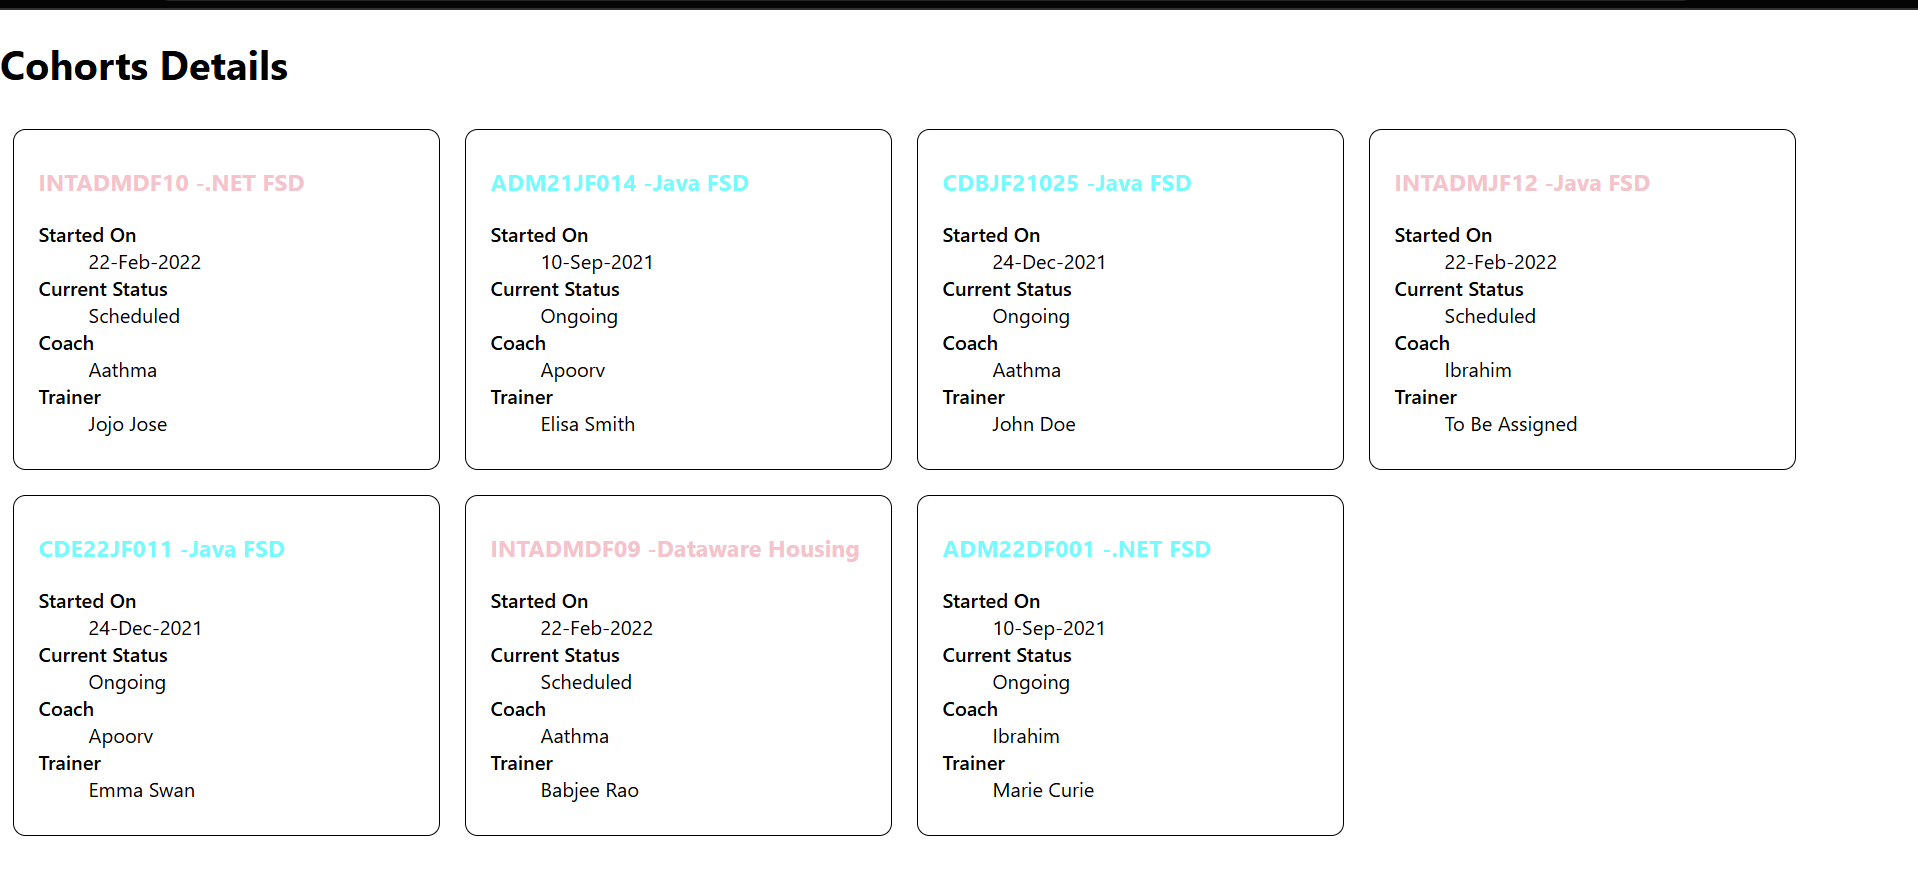 Cohorts Details
INTADMDF10 -.NET FSD
Started On
22-Feb-2022
Current Status
Scheduled
Coach
Aathma
Trainer
Jojo Jose
ADM21JF014 -Java FSD
Started On
10-Sep-2021
Current Status
Ongoing
Coach
Apoorv
Trainer
Elisa Smith
CDBJF21025 -Java FSD
Started On
24-Dec-2021
Current Status
Ongoing
Coach
Aathma
Trainer
John Doe
INTADMJF12 -Java FSD
Started On
22-Feb-2022
Current Status
Scheduled
Coach
Ibrahim
Trainer
To Be Assigned
CDE22JF011 -Java FSD
Started On
24-Dec-2021
Current Status
Ongoing
Coach
Apoorv
Trainer
Emma Swan
INTADMDF09 -Dataware Housing
Started On
22-Feb-2022
Current Status
Scheduled
Coach
Aathma
Trainer
Babjee Rao
ADM22DF001 -.NET FSD
Started On
10-Sep-2021
Current Status
Ongoing
Coach
Ibrahim
Trainer
Marie Curie